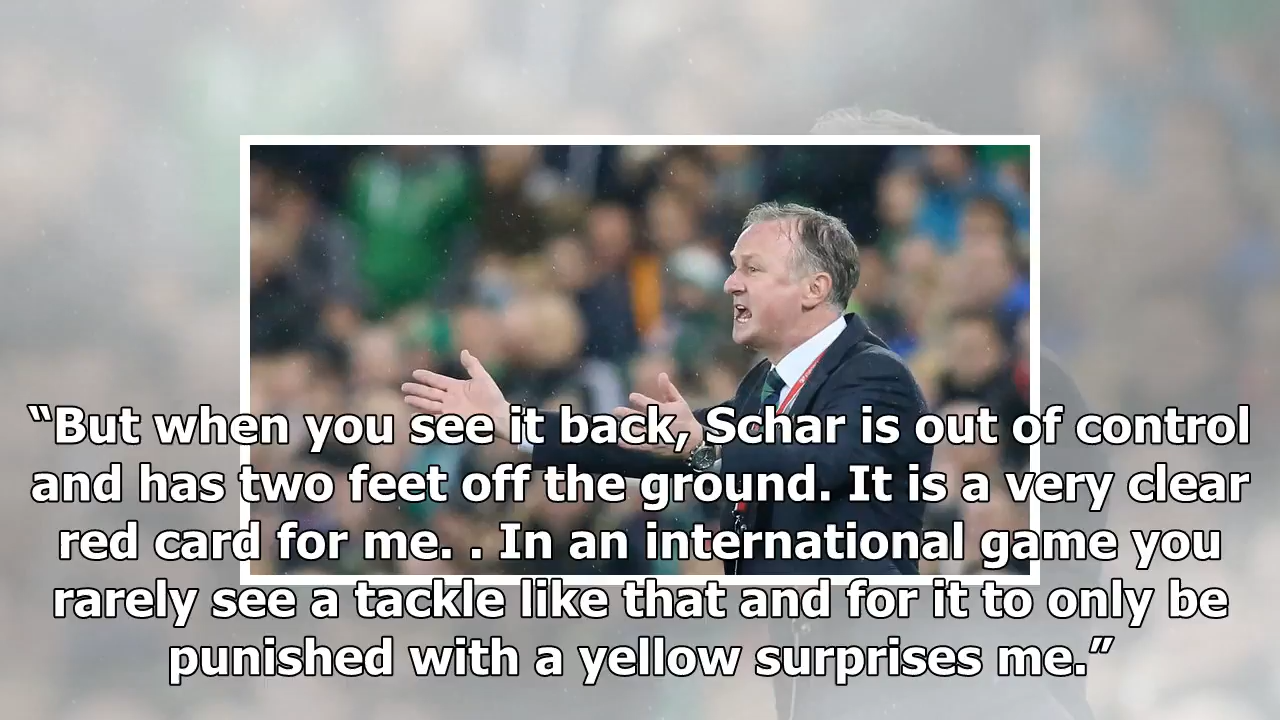 “But when you see it back, Schar is out of control
and has two feet off the ground. It is a very clear
red card for me. . In an international game you
rarely see a tackle like that and for it to only be
punished with a yellow surprises me.”